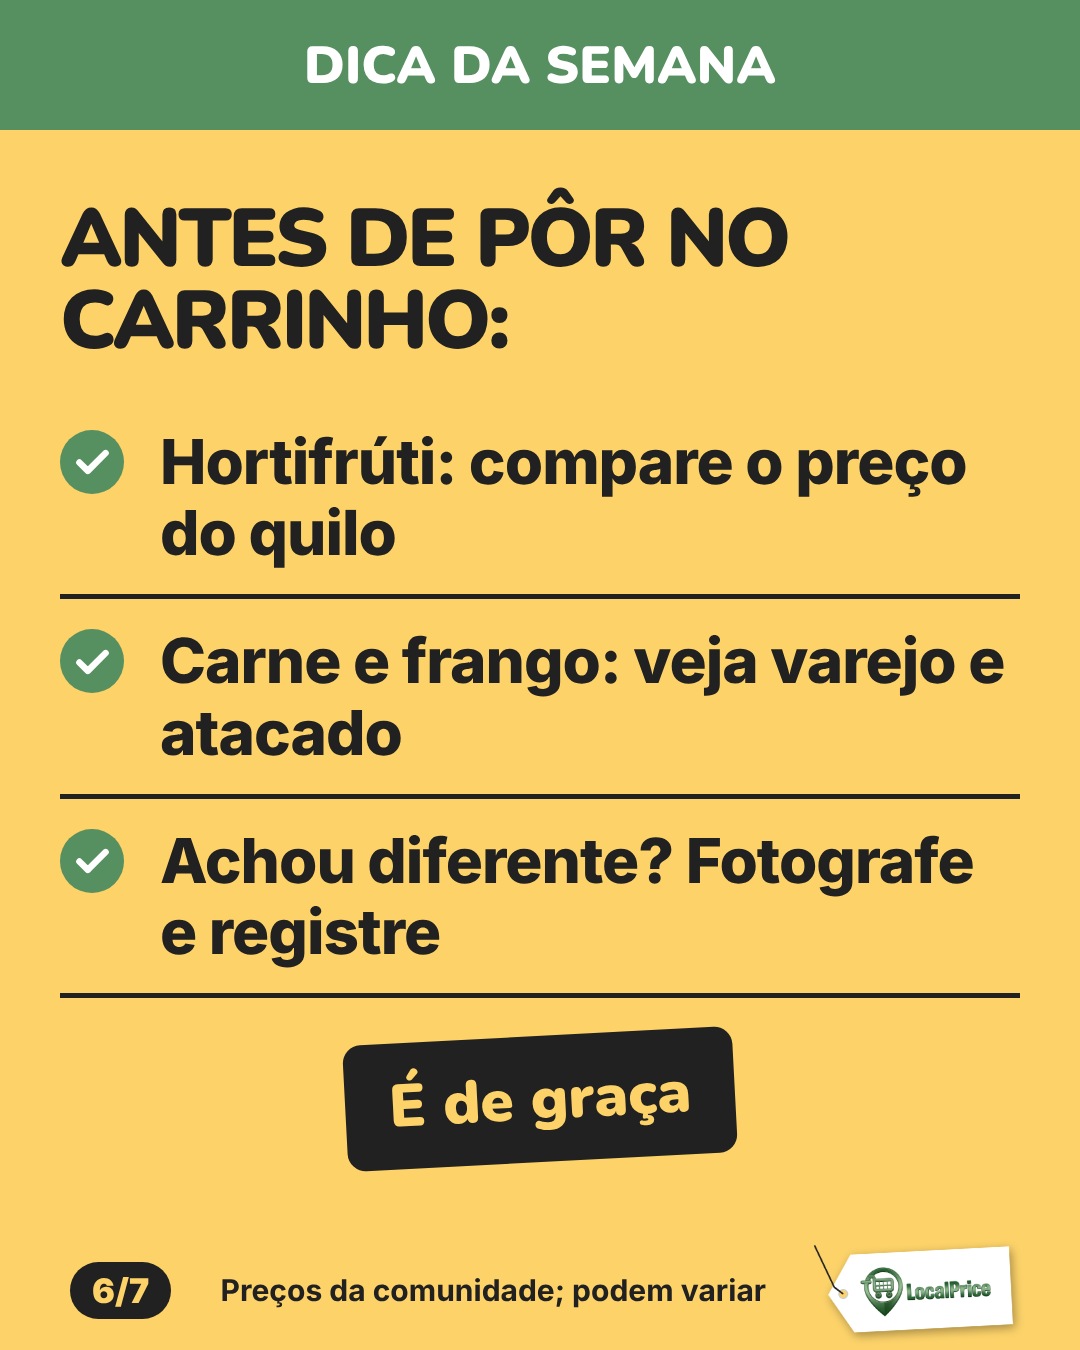 DICA DA SEMANA
ANTES DE PÔR NO
CARRINHO:
Hortifrúti: compare o preço
do quilo
Carne e frango: veja varejo e
atacado
Achou diferente? Fotografe
e registre
É de graça
6/7
Preços da comunidade; podem variar
LocalPrice